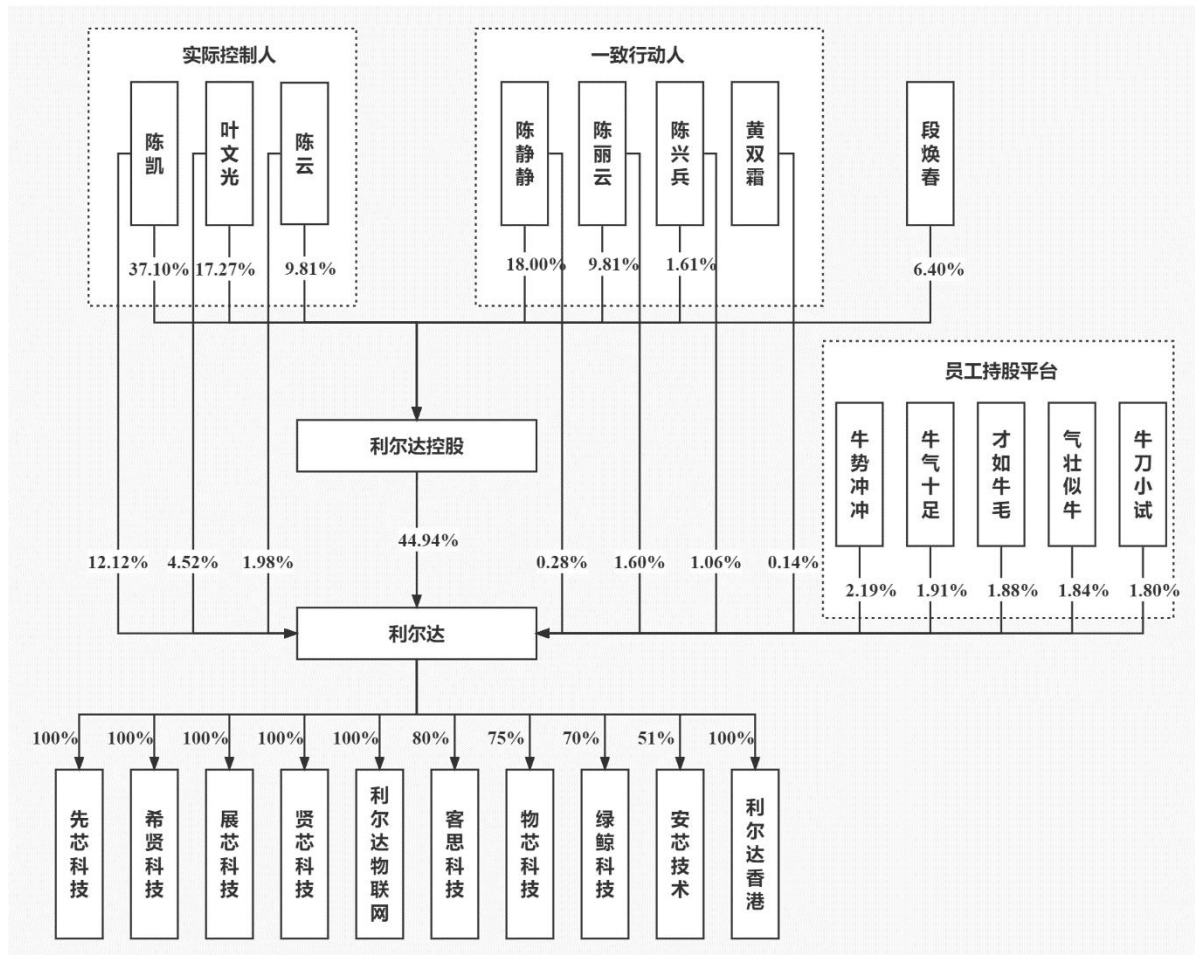 实际控制人
一致行动人
陈凯
叶文光
陈云
陈静静
陈丽云
陈兴兵
黄双霜
段焕春
37.10%
17.27%
9.81%
18.00%
9.81%
1.61%
6.40%
员工持股平台
牛势冲冲
牛气十足
才如牛毛
气壮似牛
牛刀小试
利尔达控股
44.94%
12.12%
4.52%
1.98%
0.28%
1.60%
1.06%
0.14%
2.19%
1.91%
1.88%
1.84%
1.80%
利尔达
100%
100%
100%
100%
100%
80%
75%
70%
51%
100%
先芯科技
希贤科技
展芯科技
贤芯科技
利尔达物联网
客思科技
物芯科技
绿鲸科技
安芯技术
利尔达香港